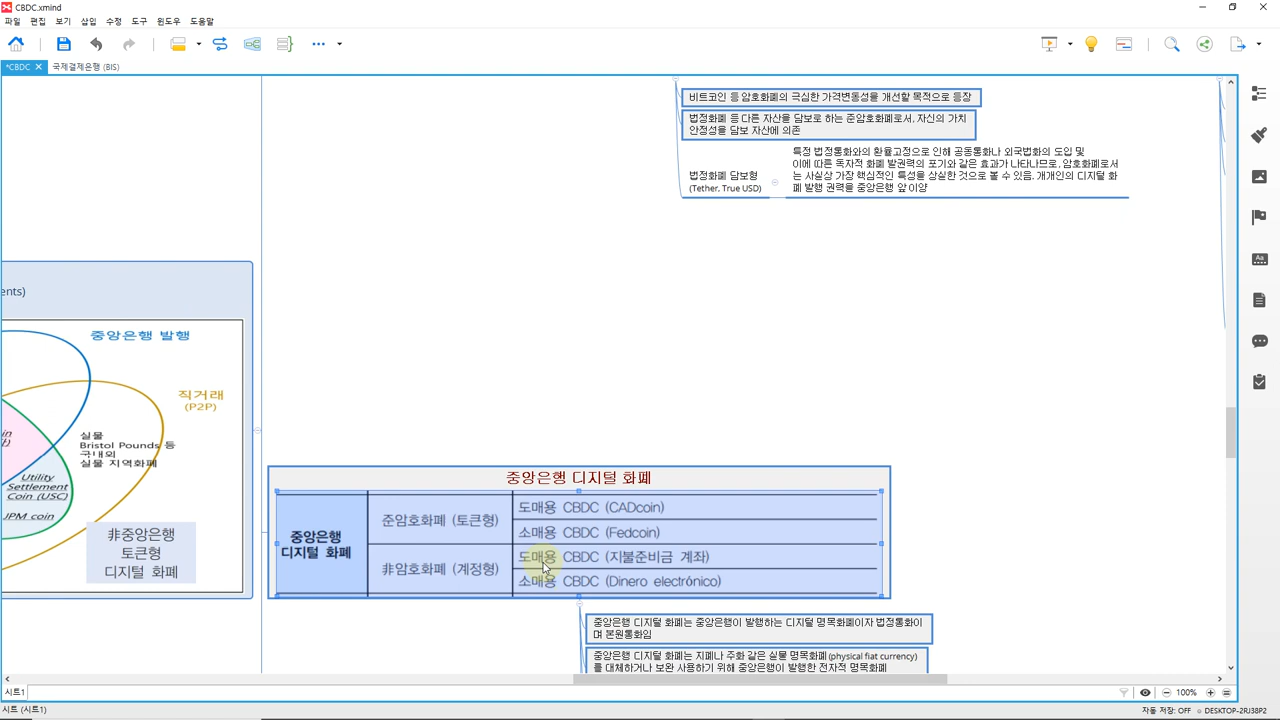 CBDC.xmind
파일 편집 보기 삽입 수정 도구 윈도우 도움말
*CBDC 국제결제은행 (BIS)
비트코인 등 암호화폐의 극심한 가격변동성을 개선할 목적으로 등장
법정화폐 등 다른 자산을 담보로 하는 준암호화폐로서, 자신의 가치
안정성을 담보 자산에 의존
법정화폐 담보형
(Tether, True USD)
특정 법정통화와의 환율고정으로 인해 공동통화나 외국법화의 도입 및
이에 따른 독자적 화폐 발권력의 포기와 같은 효과가 나타나므로, 암호화폐로서
는 사실상 가장 핵심적인 특성을 상실한 것으로 볼 수 있음. 개개인의 디지털 화
폐 발행 권력을 중앙은행 앞 이양
ents)
중앙은행 발행
직거래
(P2P)
실물
Bristol Pounds 등
국내외
실물 지역화폐
Utility
Settlement
Coin (USC)
JPM coin
非중앙은행
토큰형
디지털 화폐
중앙은행 디지털 화폐
중앙은행
디지털 화폐
준암호화폐 (토큰형)
도매용 CBDC (CADcoin)
소매용 CBDC (Fedcoin)
非암호화폐 (계정형)
도매용 CBDC (지불준비금 계좌)
소매용 CBDC (Dinero electrónico)
중앙은행 디지털 화폐는 중앙은행이 발행하는 디지털 명목화폐이자 법정통화이
며 본원통화임
중앙은행 디지털 화폐는 지폐나 주화 같은 실물 명목화폐(physical fiat currency)
를 대체하거나 보완 사용하기 위해 중앙은행이 발행한 전자적 명목화폐
시트1
100%
시트 (시트1)
자동 저장: OFF DESKTOP-2RJ38P2